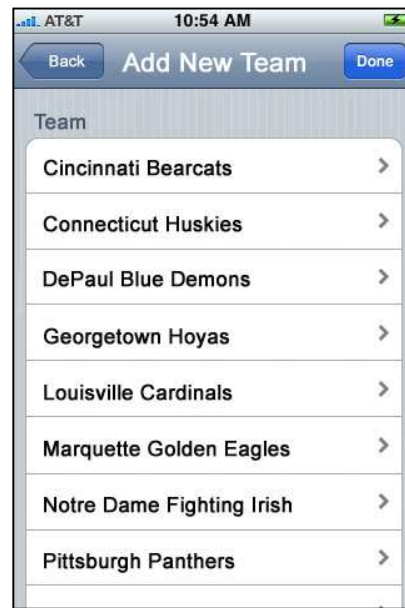 AT&T 10:54 AM
Back Add New Team Done
Team
Cincinnati Bearcats
Connecticut Huskies
DePaul Blue Demons
Georgetown Hoyas
Louisville Cardinals
Marquette Golden Eagles
Notre Dame Fighting Irish
Pittsburgh Panthers